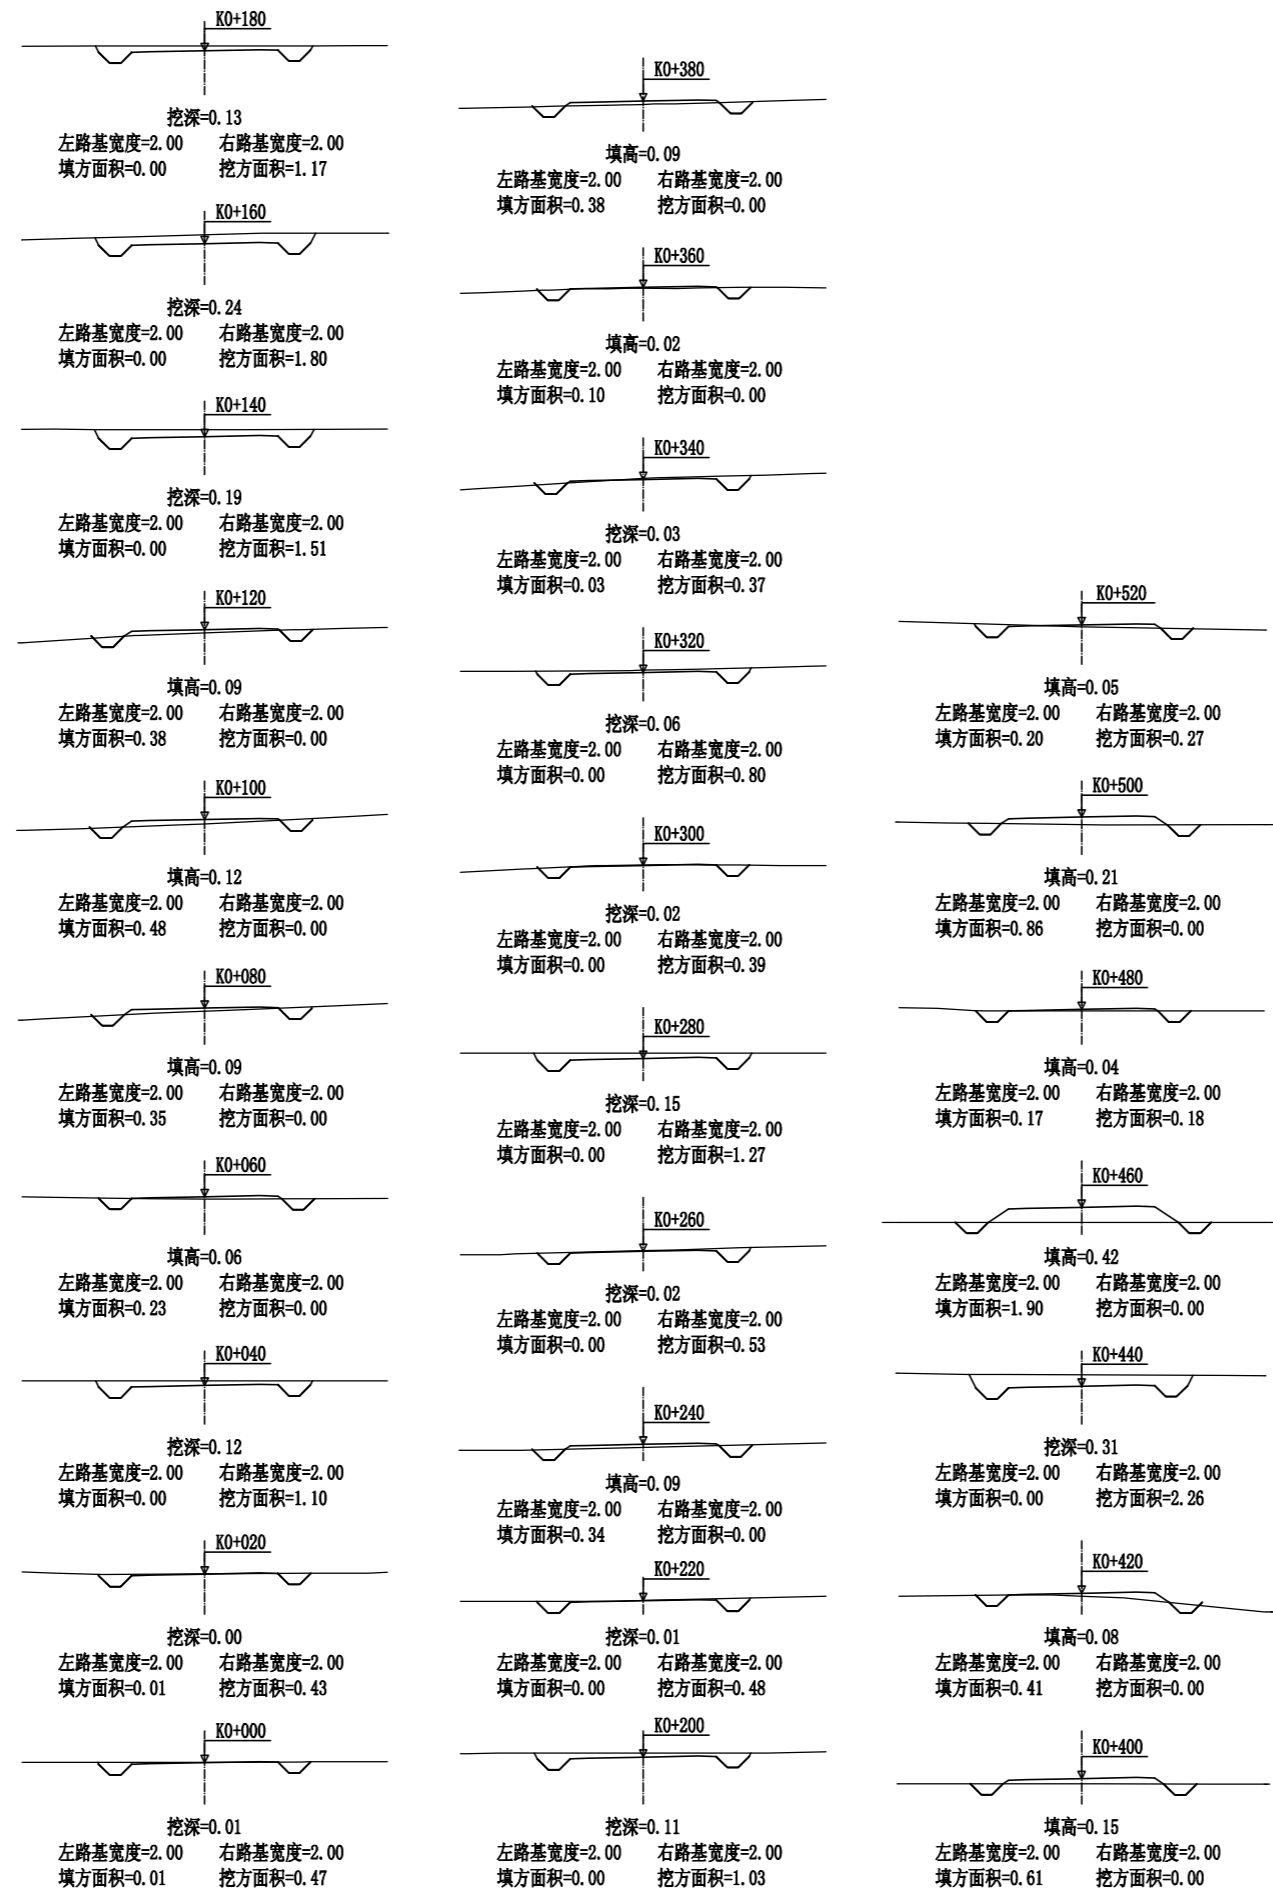 K0+180
挖深=0.13
左路基宽度=2.00 右路基宽度=2.00
填方面积=0.00 挖方面积=1.17
K0+160
挖深=0.24
左路基宽度=2.00 右路基宽度=2.00
填方面积=0.00 挖方面积=1.80
K0+140
挖深=0.19
左路基宽度=2.00 右路基宽度=2.00
填方面积=0.00 挖方面积=1.51
K0+120
填高=0.09
左路基宽度=2.00 右路基宽度=2.00
填方面积=0.38 挖方面积=0.00
K0+100
填高=0.12
左路基宽度=2.00 右路基宽度=2.00
填方面积=0.48 挖方面积=0.00
K0+080
填高=0.09
左路基宽度=2.00 右路基宽度=2.00
填方面积=0.35 挖方面积=0.00
K0+060
填高=0.06
左路基宽度=2.00 右路基宽度=2.00
填方面积=0.23 挖方面积=0.00
K0+040
挖深=0.12
左路基宽度=2.00 右路基宽度=2.00
填方面积=0.00 挖方面积=1.10
K0+020
挖深=0.00
左路基宽度=2.00 右路基宽度=2.00
填方面积=0.01 挖方面积=0.43
K0+000
挖深=0.01
左路基宽度=2.00 右路基宽度=2.00
填方面积=0.01 挖方面积=0.47
K0+380
填高=0.09
左路基宽度=2.00 右路基宽度=2.00
填方面积=0.38 挖方面积=0.00
K0+360
填高=0.02
左路基宽度=2.00 右路基宽度=2.00
填方面积=0.10 挖方面积=0.00
K0+340
挖深=0.03
左路基宽度=2.00 右路基宽度=2.00
填方面积=0.03 挖方面积=0.37
K0+320
挖深=0.06
左路基宽度=2.00 右路基宽度=2.00
填方面积=0.00 挖方面积=0.80
K0+300
挖深=0.02
左路基宽度=2.00 右路基宽度=2.00
填方面积=0.00 挖方面积=0.39
K0+280
挖深=0.15
左路基宽度=2.00 右路基宽度=2.00
填方面积=0.00 挖方面积=1.27
K0+260
挖深=0.02
左路基宽度=2.00 右路基宽度=2.00
填方面积=0.00 挖方面积=0.53
K0+240
填高=0.09
左路基宽度=2.00 右路基宽度=2.00
填方面积=0.34 挖方面积=0.00
K0+220
挖深=0.01
左路基宽度=2.00 右路基宽度=2.00
填方面积=0.00 挖方面积=0.48
K0+200
挖深=0.11
左路基宽度=2.00 右路基宽度=2.00
填方面积=0.00 挖方面积=1.03
K0+520
填高=0.05
左路基宽度=2.00 右路基宽度=2.00
填方面积=0.20 挖方面积=0.27
K0+500
填高=0.21
左路基宽度=2.00 右路基宽度=2.00
填方面积=0.86 挖方面积=0.00
K0+480
填高=0.04
左路基宽度=2.00 右路基宽度=2.00
填方面积=0.17 挖方面积=0.18
K0+460
填高=0.42
左路基宽度=2.00 右路基宽度=2.00
填方面积=1.90 挖方面积=0.00
K0+440
挖深=0.31
左路基宽度=2.00 右路基宽度=2.00
填方面积=0.00 挖方面积=2.26
K0+420
填高=0.08
左路基宽度=2.00 右路基宽度=2.00
填方面积=0.41 挖方面积=0.00
K0+400
填高=0.15
左路基宽度=2.00 右路基宽度=2.00
填方面积=0.61 挖方面积=0.00